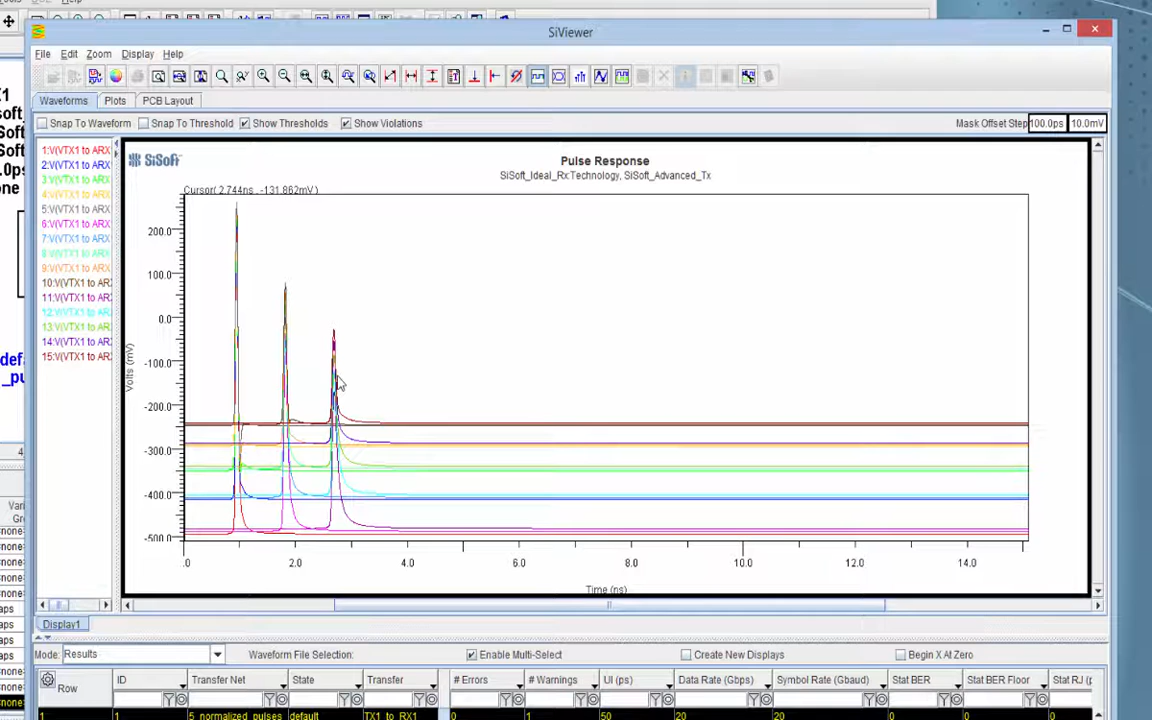 SiViewer
File Edit Zoom Display Help
Waveforms Plots PCB Layout
Snap To Waveform Snap To Threshold Show Thresholds Show Violations Mask Offset Step 100.0ps 10.0mV
SiSoft
Pulse Response
SiSoft_Ideal_Rx:Technology, SiSoft_Advanced_Tx
Cursor( 2.744ns, -131.862mV)
1:V(VTX1 to ARX
2:V(VTX1 to ARX
3:V(VTX1 to ARX
4:V(VTX1 to ARX
5:V(VTX1 to ARX
6:V(VTX1 to ARX
7:V(VTX1 to ARX
8:V(VTX1 to ARX
9:V(VTX1 to ARX
10:V(VTX1 to AR
11:V(VTX1 to AR
12:V(VTX1 to AR
13:V(VTX1 to AR
14:V(VTX1 to AR
15:V(VTX1 to AR
200.0
100.0
0.0
-100.0
-200.0
-300.0
-400.0
-500.0
Volts (mV)
.0 2.0 4.0 6.0 8.0 10.0 12.0 14.0
Time (ns)
Display1
Mode: Results Waveform File Selection: Enable Multi-Select Create New Displays Begin X At Zero
Row ID Transfer Net State Transfer # Errors # Warnings UI (ps) Data Rate (Gbps) Symbol Rate (Gbaud) Stat BER Stat BER Floor Stat RJ (p
1 1 5_normalized_pulses default TX1_to_RX1 0 1 50 20 20 0 0 0